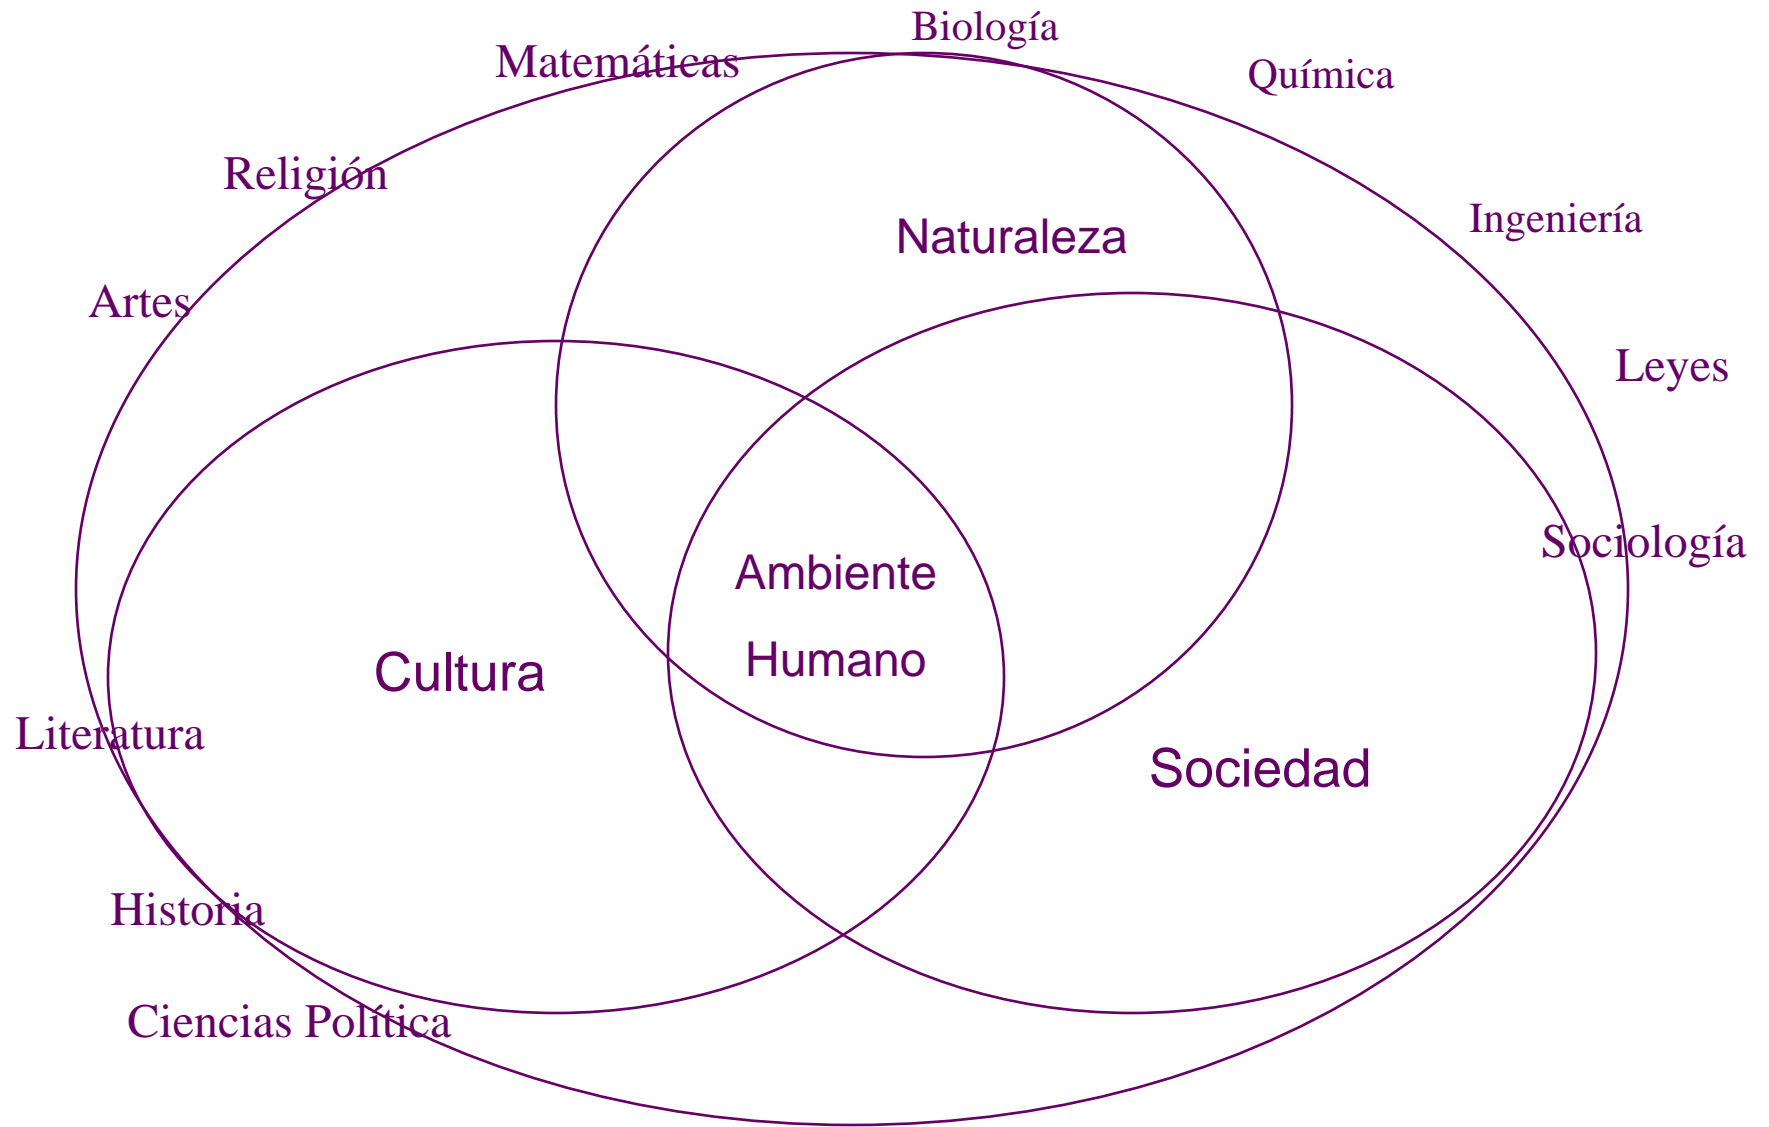 Biología
Matemáticas
Química
Religión
Ingeniería
Naturaleza
Artes
Leyes
Sociología
Ambiente
Humano
Cultura
Literatura
Sociedad
Historia
Ciencias Política